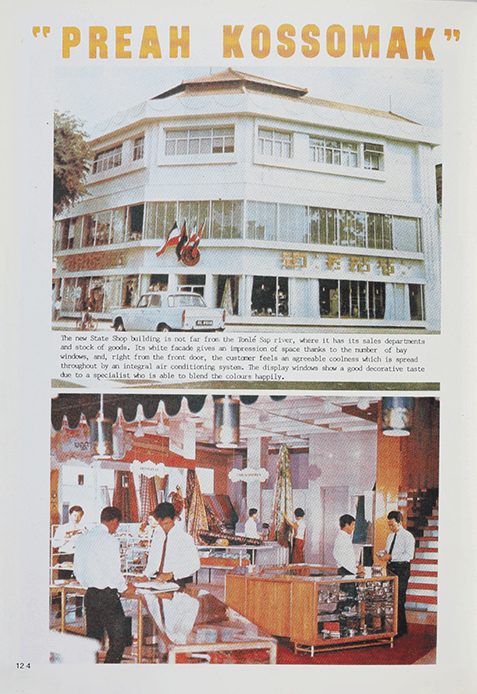 "PREAH KOSSOMAK"
The new State Shop building is not far from the Tonlé Sap river, where it has its sales departments
and stock of goods. Its white facade gives an impression of space thanks to the number of bay
windows, and, right from the front door, the customer feels an agreeable coolness which is spread
throughout by an integral air conditioning system. The display windows show a good decorative taste
due to a specialist who is able to blend the colours happily.
124